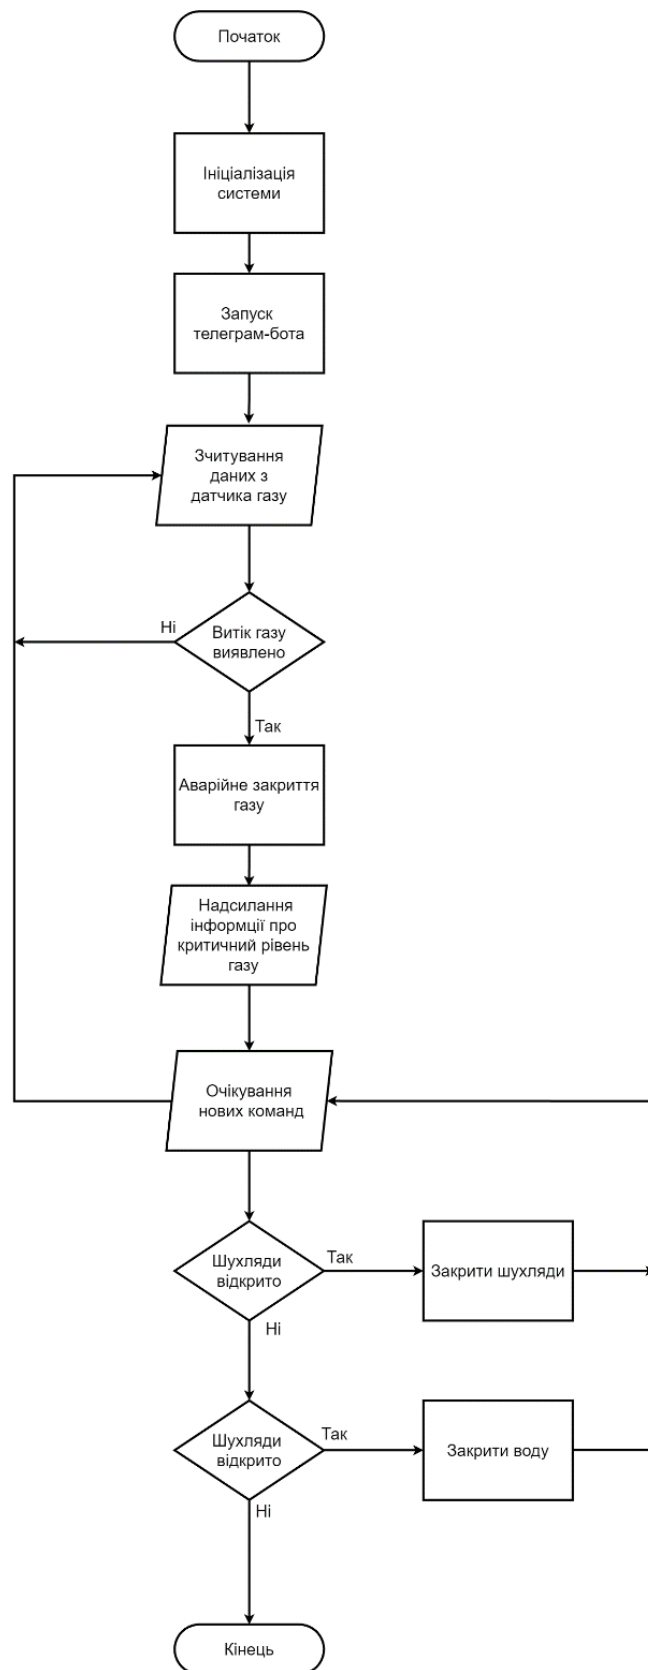 Початок
Ініціалізація
системи
Запуск
телеграм-бота
Зчитування
даних з
датчика газу
Ні
Витік газу
виявлено
Так
Аварійне закриття
газу
Надсилання
інформції про
критичний рівень
газу
Очікування
нових команд
Шухляди
відкрито
Так
Закрити шухляди
Ні
Шухляди
відкрито
Так
Закрити воду
Ні
Кінець